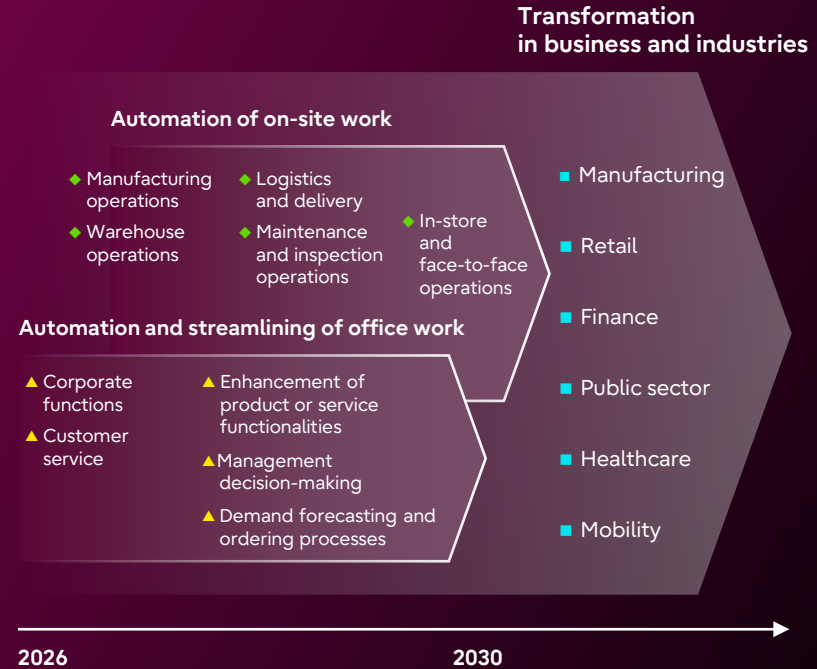 Transformation
in business and industries
Automation of on-site work
Manufacturing
operations
Warehouse
operations
Logistics
and delivery
Maintenance
and inspection
operations
In-store
and
face-to-face
operations
Automation and streamlining of office work
Corporate
functions
Customer
service
Enhancement of
product or service
functionalities
Management
decision-making
Demand forecasting and
ordering processes
Manufacturing
Retail
Finance
Public sector
Healthcare
Mobility
2026
2030